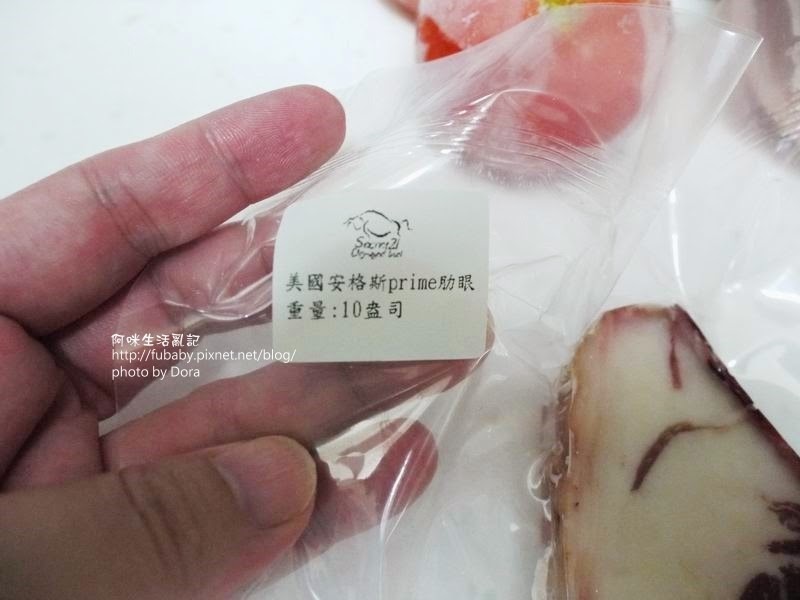 美國安格斯prime肋眼
重量:10盎司
阿咪生活亂記
http://fubaby.pixnet.net/blog/
photo by Dora